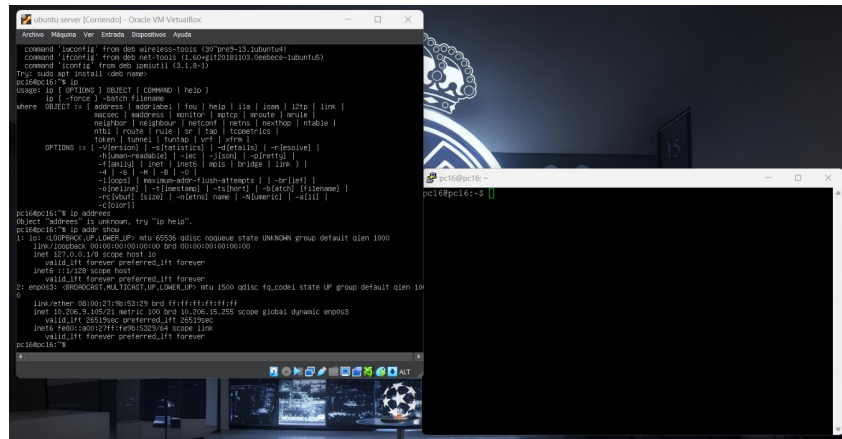 ubuntu server [Corriendo] - Oracle VM VirtualBox
Archivo Máquina Ver Entrada Dispositivos Ayuda
command 'iwconfig' from deb wireless-tools (30~pre9-13.1ubuntu4)
command 'ifconfig' from deb net-tools (1.60+git20181103.0eebece-1ubuntu5)
command 'iconfig' from deb ipmiutil (3.1.8-1)
Try: sudo apt install <deb name>
pc16@pc16:~$ ip
Usage: ip [ OPTIONS ] OBJECT { COMMAND | help }
ip [ -force ] -batch filename
where OBJECT := { address | addrlabel | fou | help | ila | ioam | l2tp | link |
macsec | maddress | monitor | mptcp | mroute | mrule |
neighbor | neighbour | netconf | netns | nexthop | ntable |
ntbl | route | rule | sr | tap | tcpmetrics |
token | tunnel | tuntap | vrf | xfrm }
OPTIONS := { -V[ersion] | -s[tatistics] | -d[etails] | -r[esolve] |
-h[uman-readable] | -iec | -j[son] | -p[retty] |
-f[amily] { inet | inet6 | mpls | bridge | link } |
-4 | -6 | -M | -B | -0 |
-l[oops] { maximum-addr-flush-attempts } | -br[ief] |
-o[neline] | -t[imestamp] | -ts[hort] | -b[atch] [filename] |
-rc[vbuf] [size] | -n[etns] name | -N[umeric] | -a[ll] |
-c[olor]}
pc16@pc16:~$ ip addrees
Object "addrees" is unknown, try "ip help".
pc16@pc16:~$ ip addr show
1: lo: <LOOPBACK,UP,LOWER_UP> mtu 65536 qdisc noqueue state UNKNOWN group default qlen 1000
link/loopback 00:00:00:00:00:00 brd 00:00:00:00:00:00
inet 127.0.0.1/8 scope host lo
valid_lft forever preferred_lft forever
inet6 ::1/128 scope host
valid_lft forever preferred_lft forever
2: enp0s3: <BROADCAST,MULTICAST,UP,LOWER_UP> mtu 1500 qdisc fq_codel state UP group default qlen 100
0
link/ether 08:00:27:9b:53:29 brd ff:ff:ff:ff:ff:ff
inet 10.206.9.105/21 metric 100 brd 10.206.15.255 scope global dynamic enp0s3
valid_lft 26519sec preferred_lft 26519sec
inet6 fe80::a00:27ff:fe9b:5329/64 scope link
valid_lft forever preferred_lft forever
pc16@pc16:~$
ALT
15
pc16@pc16: ~
pc16@pc16:~$